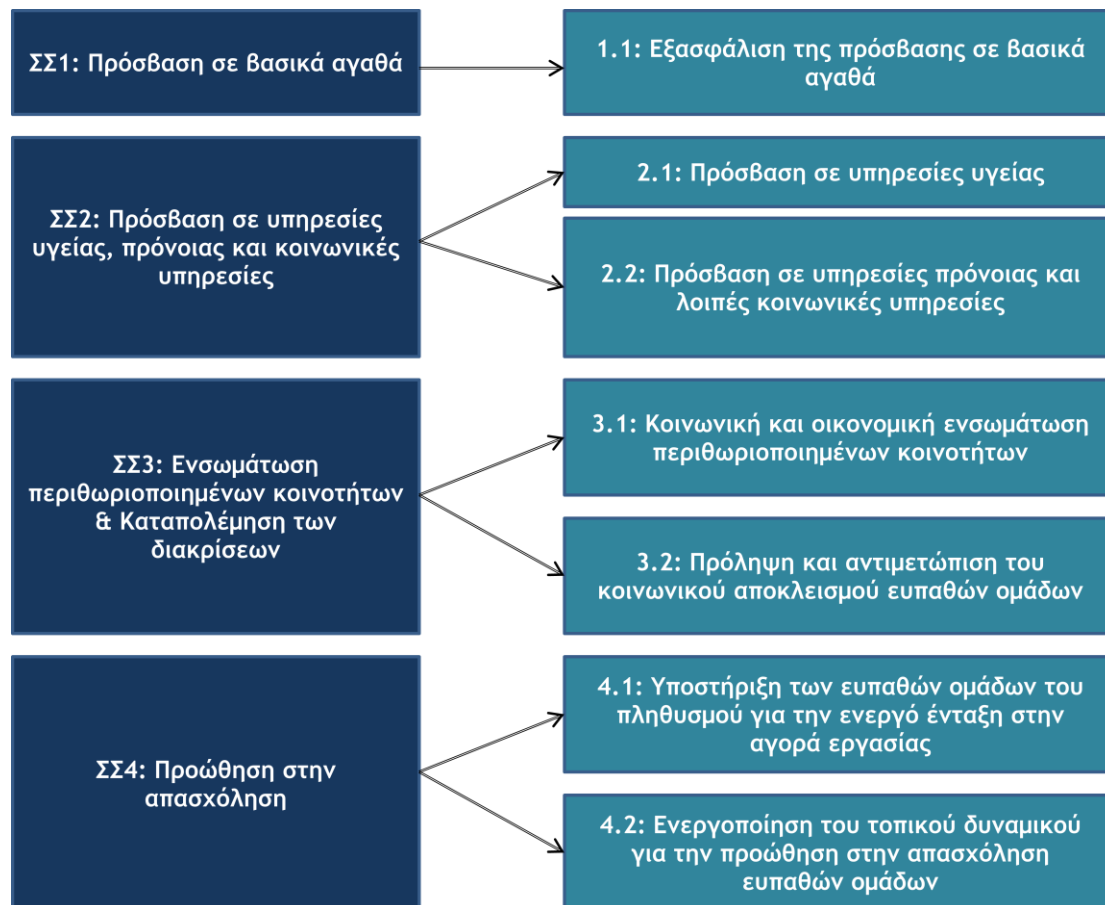 ΣΣ1: Πρόσβαση σε βασικά αγαθά
1.1: Εξασφάλιση της πρόσβασης σε βασικά
αγαθά
ΣΣ2: Πρόσβαση σε υπηρεσίες
υγείας, πρόνοιας και κοινωνικές
υπηρεσίες
2.1: Πρόσβαση σε υπηρεσίες υγείας
2.2: Πρόσβαση σε υπηρεσίες πρόνοιας και
λοιπές κοινωνικές υπηρεσίες
ΣΣ3: Ενσωμάτωση
περιθωριοποιημένων κοινοτήτων
& Καταπολέμηση των
διακρίσεων
3.1: Κοινωνική και οικονομική ενσωμάτωση
περιθωριοποιημένων κοινοτήτων
3.2: Πρόληψη και αντιμετώπιση του
κοινωνικού αποκλεισμού ευπαθών ομάδων
ΣΣ4: Προώθηση στην
απασχόληση
4.1: Υποστήριξη των ευπαθών ομάδων του
πληθυσμού για την ενεργό ένταξη στην
αγορά εργασίας
4.2: Ενεργοποίηση του τοπικού δυναμικού
για την προώθηση στην απασχόληση
ευπαθών ομάδων